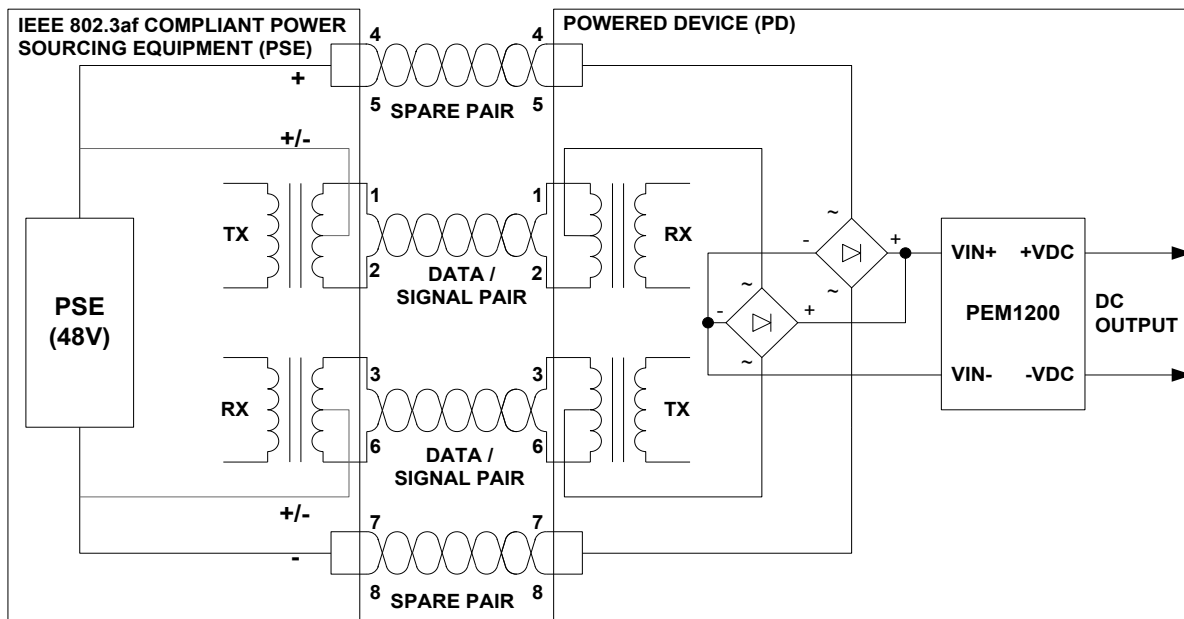 IEEE 802.3af COMPLIANT POWER
SOURCING EQUIPMENT (PSE)
POWERED DEVICE (PD)
4
4
+
5
5
SPARE PAIR
+/-
1
1
TX
RX
2
2
DATA /
SIGNAL PAIR
PSE
(48V)
~
-
+
~
~
-
+
~
VIN+
+VDC
PEM1200
DC
OUTPUT
VIN-
-VDC
3
3
RX
TX
6
6
DATA /
SIGNAL PAIR
+/-
7
7
-
8
8
SPARE PAIR